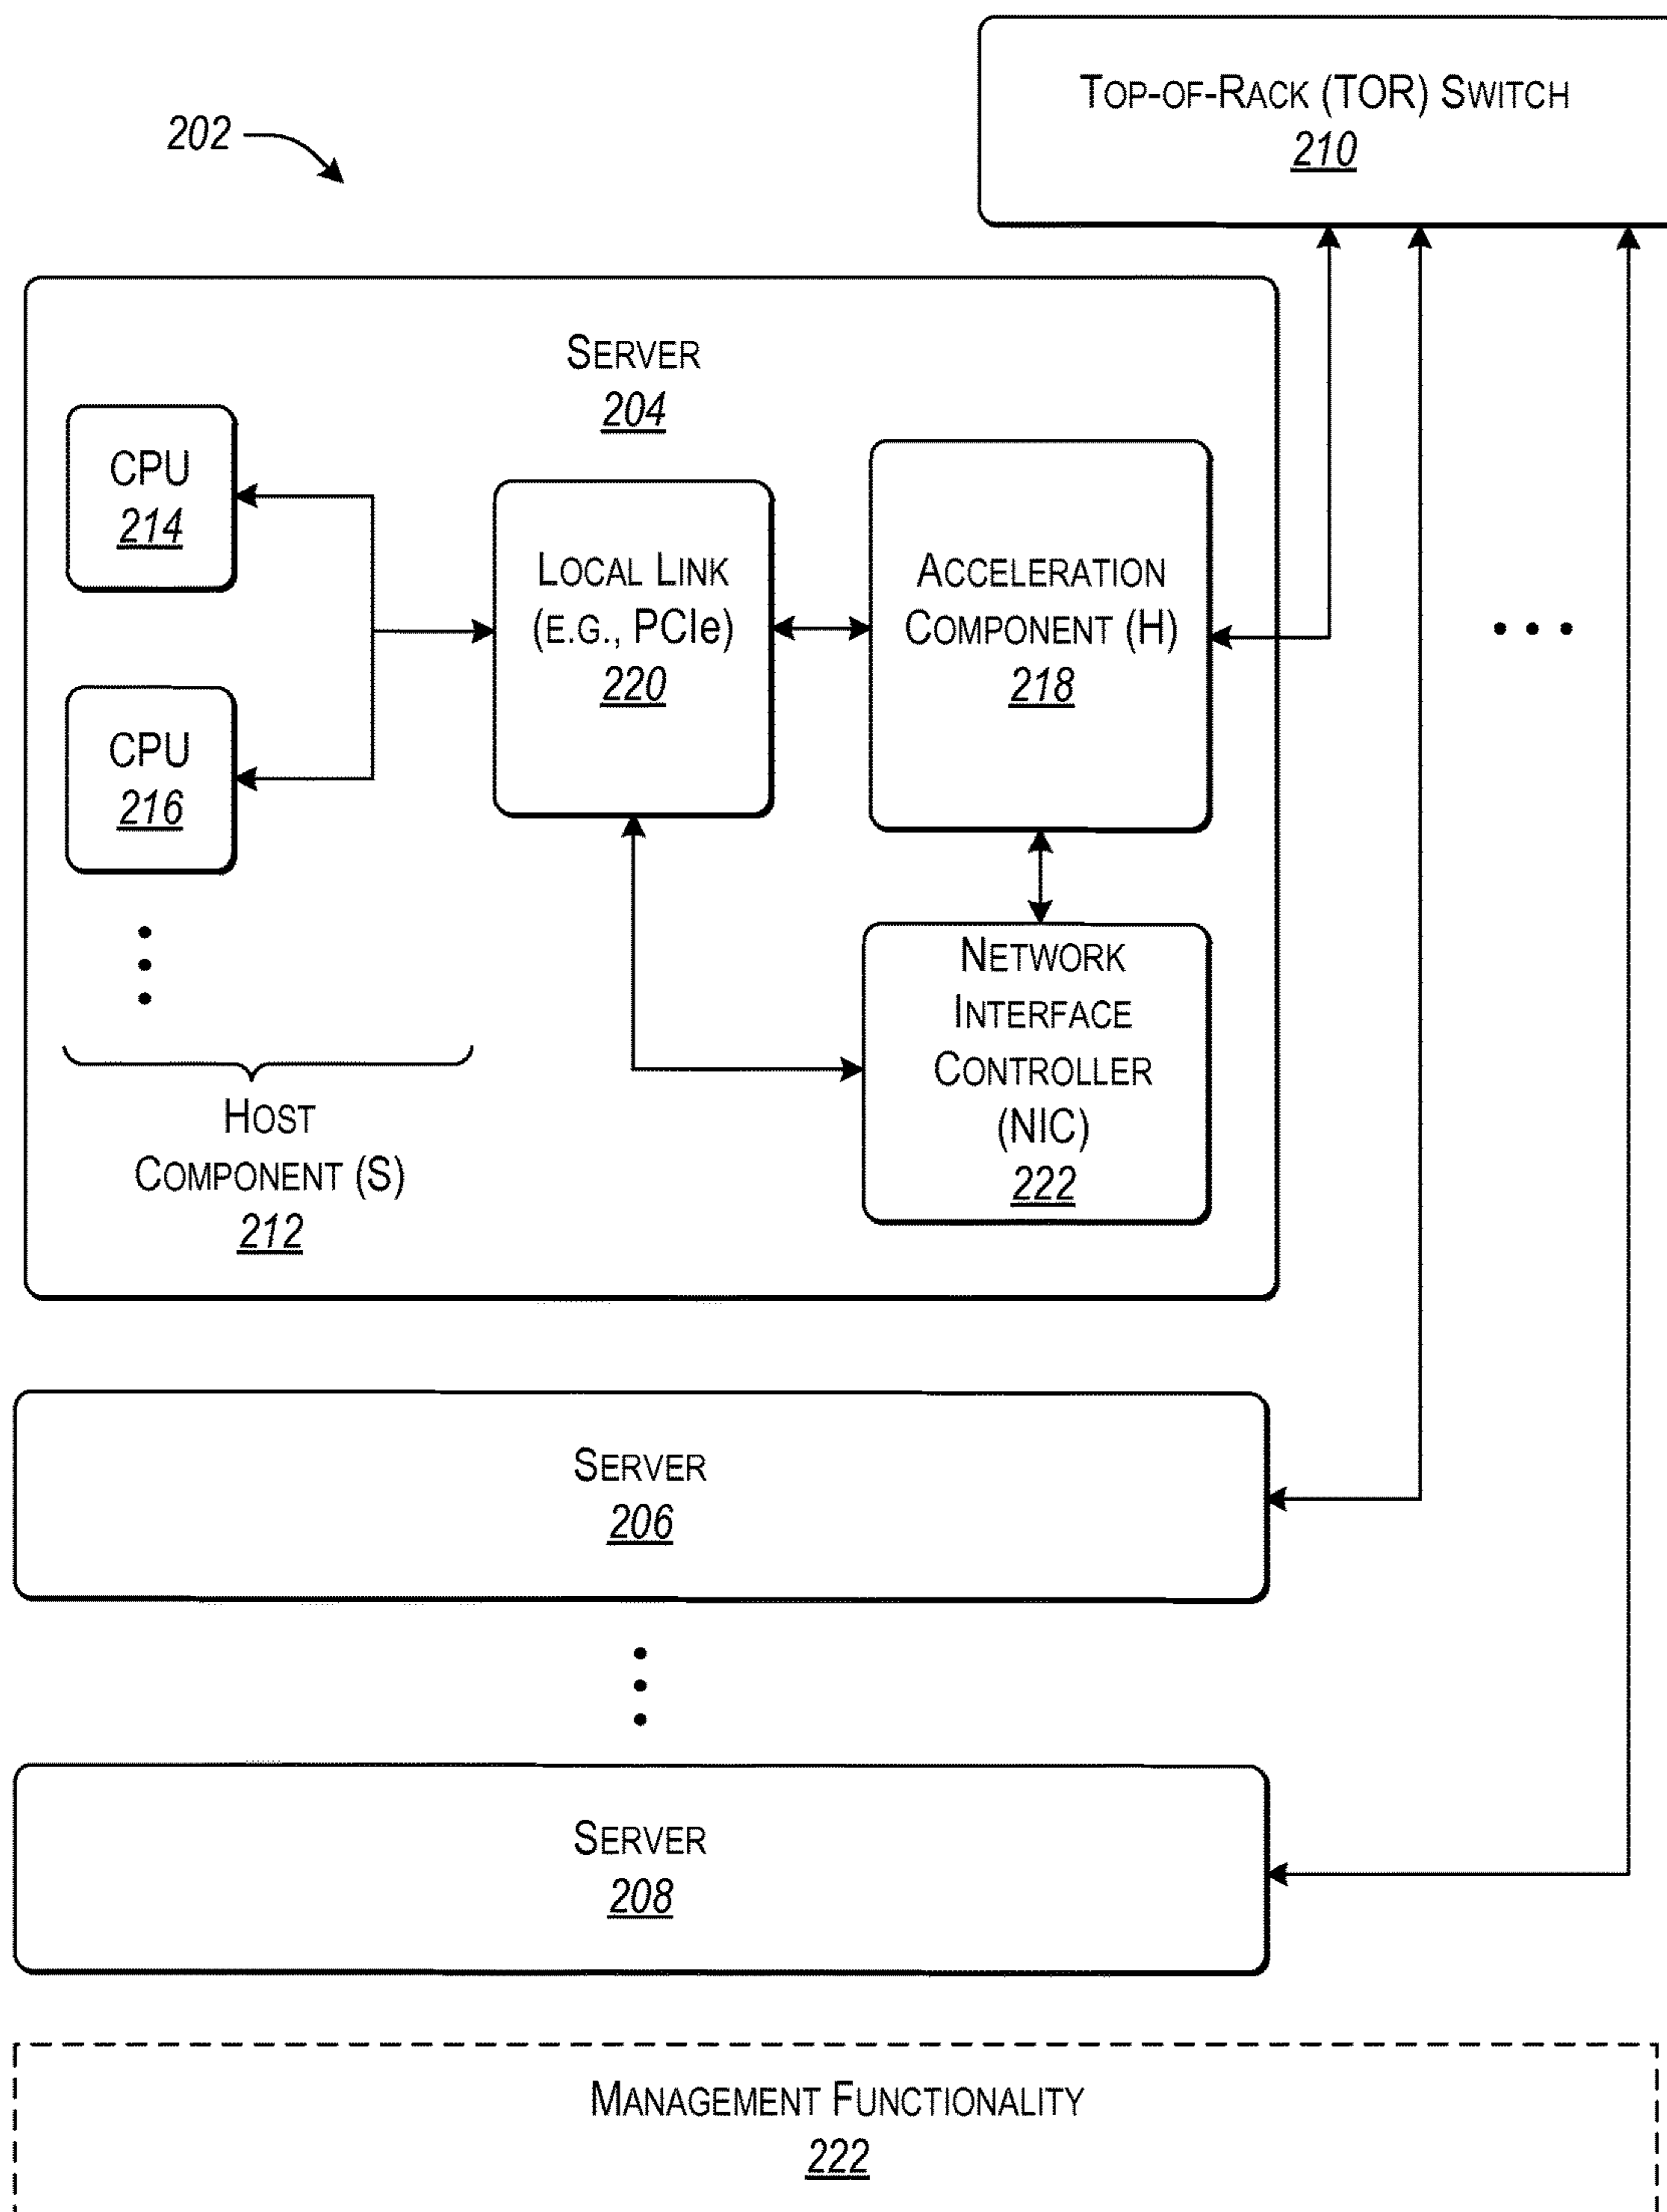 TOP-OF-RACK (TOR) SWITCH
210
202
SERVER
204
CPU
214
LOCAL LINK
(E.G., PCIe)
220
ACCELERATION
COMPONENT (H)
218
CPU
216
NETWORK
INTERFACE
CONTROLLER
(NIC)
222
HOST
COMPONENT (S)
212
SERVER
206
SERVER
208
MANAGEMENT FUNCTIONALITY
222